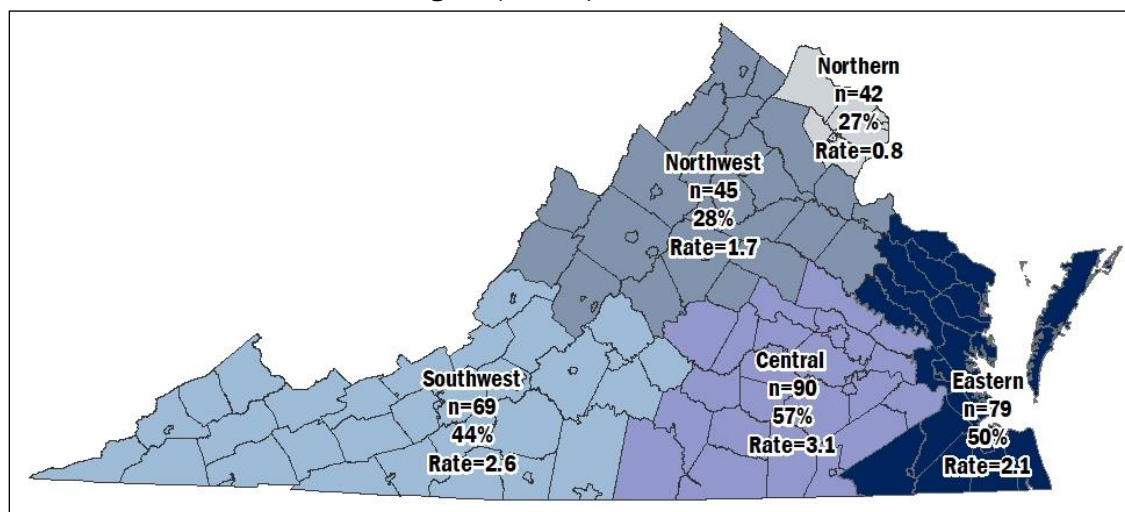 Northern
n=42
27%
Rate=0.8
Northwest
n=45
28%
Rate=1.7
Southwest
n=69
44%
Rate=2.6
Central
n=90
57%
Rate=3.1
Eastern
n=79
50%
Rate=2.1